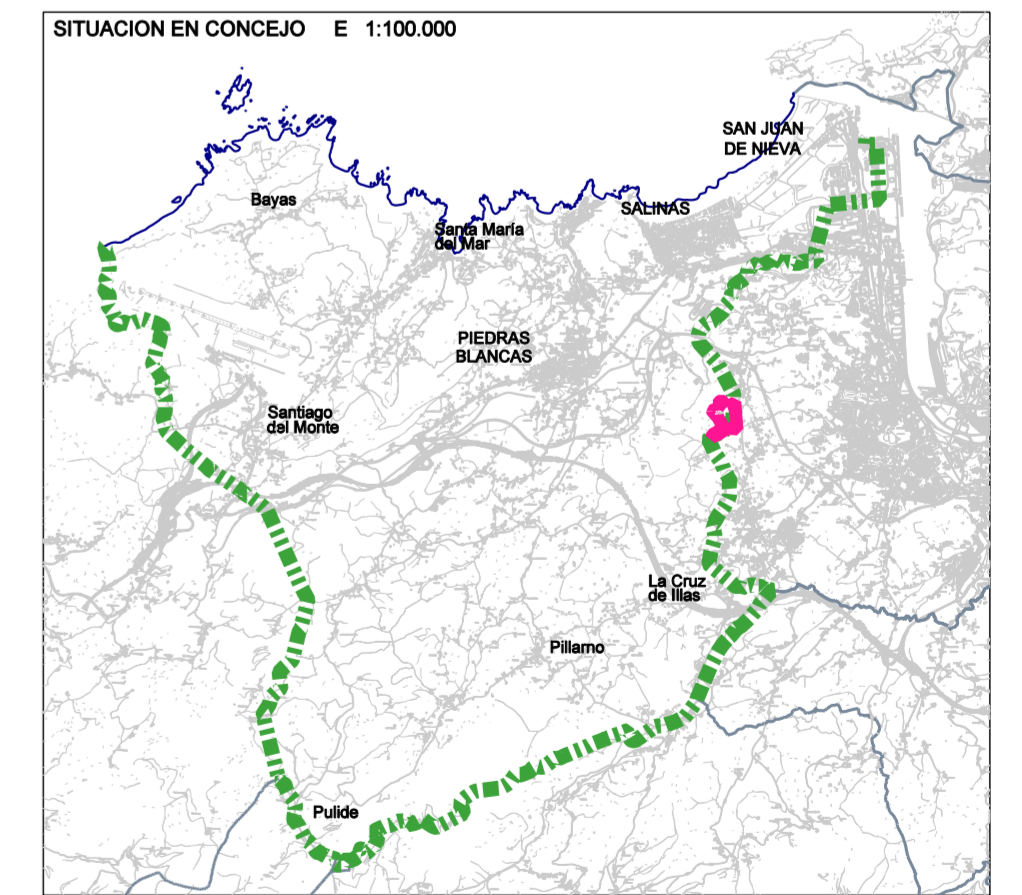 SITUACION EN CONCEJO E 1:100.000
SAN JUAN
DE NIEVA
Bayas
SALINAS
Santa María
del Mar
PIEDRAS
BLANCAS
Santiago
del Monte
La Cruz
de Illas
Pillarno
Pulide